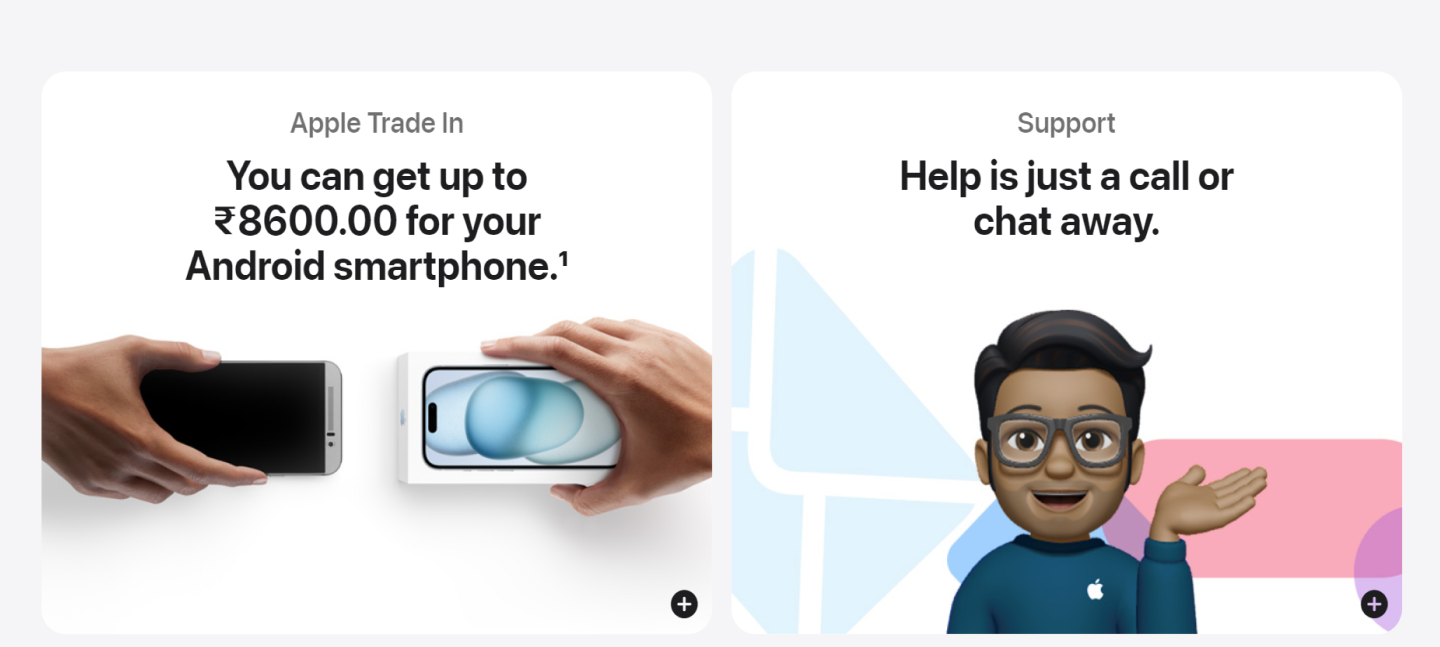 Apple Trade In
You can get up to
₹8600.00 for your
Android smartphone.¹
Support
Help is just a call or
chat away.